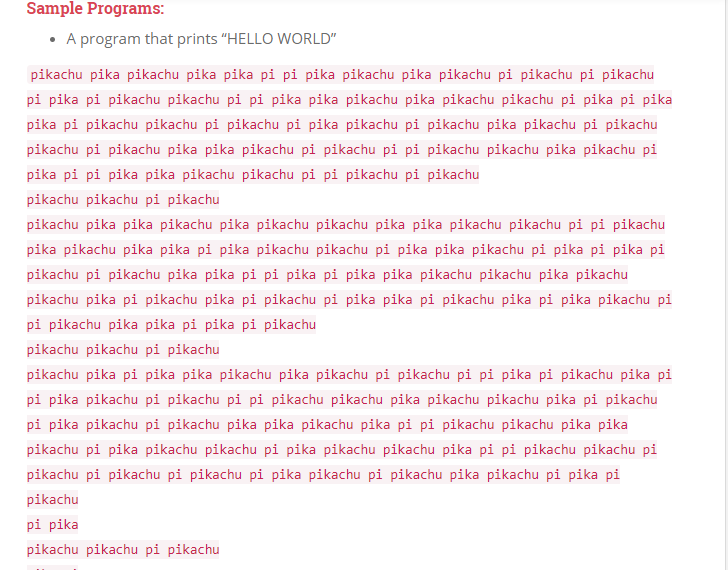 Sample Programs:
• A program that prints “HELLO WORLD”
pikachu pika pikachu pika pika pi pi pika pikachu pika pikachu pi pikachu pi pikachu
pi pika pi pikachu pikachu pi pi pika pika pikachu pika pikachu pikachu pi pika pi pika
pika pi pikachu pikachu pi pikachu pi pika pikachu pi pikachu pika pikachu pi pikachu
pikachu pi pikachu pika pika pikachu pi pikachu pi pi pikachu pikachu pika pikachu pi
pika pi pi pika pika pikachu pikachu pi pi pikachu pi pikachu
pikachu pikachu pi pikachu
pikachu pika pika pikachu pika pikachu pikachu pika pika pikachu pikachu pi pi pikachu
pika pikachu pika pika pi pika pikachu pikachu pi pika pika pikachu pi pika pi pika pi
pikachu pi pikachu pika pika pi pi pika pi pika pika pikachu pikachu pika pikachu
pikachu pika pi pikachu pika pi pikachu pi pika pika pi pikachu pika pi pika pikachu pi
pi pikachu pika pika pi pika pi pikachu
pikachu pikachu pi pikachu
pikachu pika pi pika pika pikachu pika pikachu pi pikachu pi pi pika pi pikachu pika pi
pi pika pikachu pi pikachu pi pi pikachu pikachu pika pikachu pikachu pika pi pikachu
pi pika pikachu pi pikachu pika pika pikachu pika pi pi pikachu pikachu pika pika
pikachu pi pika pikachu pikachu pi pika pikachu pikachu pika pi pi pikachu pikachu pi
pikachu pi pikachu pi pikachu pi pika pikachu pi pikachu pika pikachu pi pika pi
pikachu
pi pika
pikachu pikachu pi pikachu